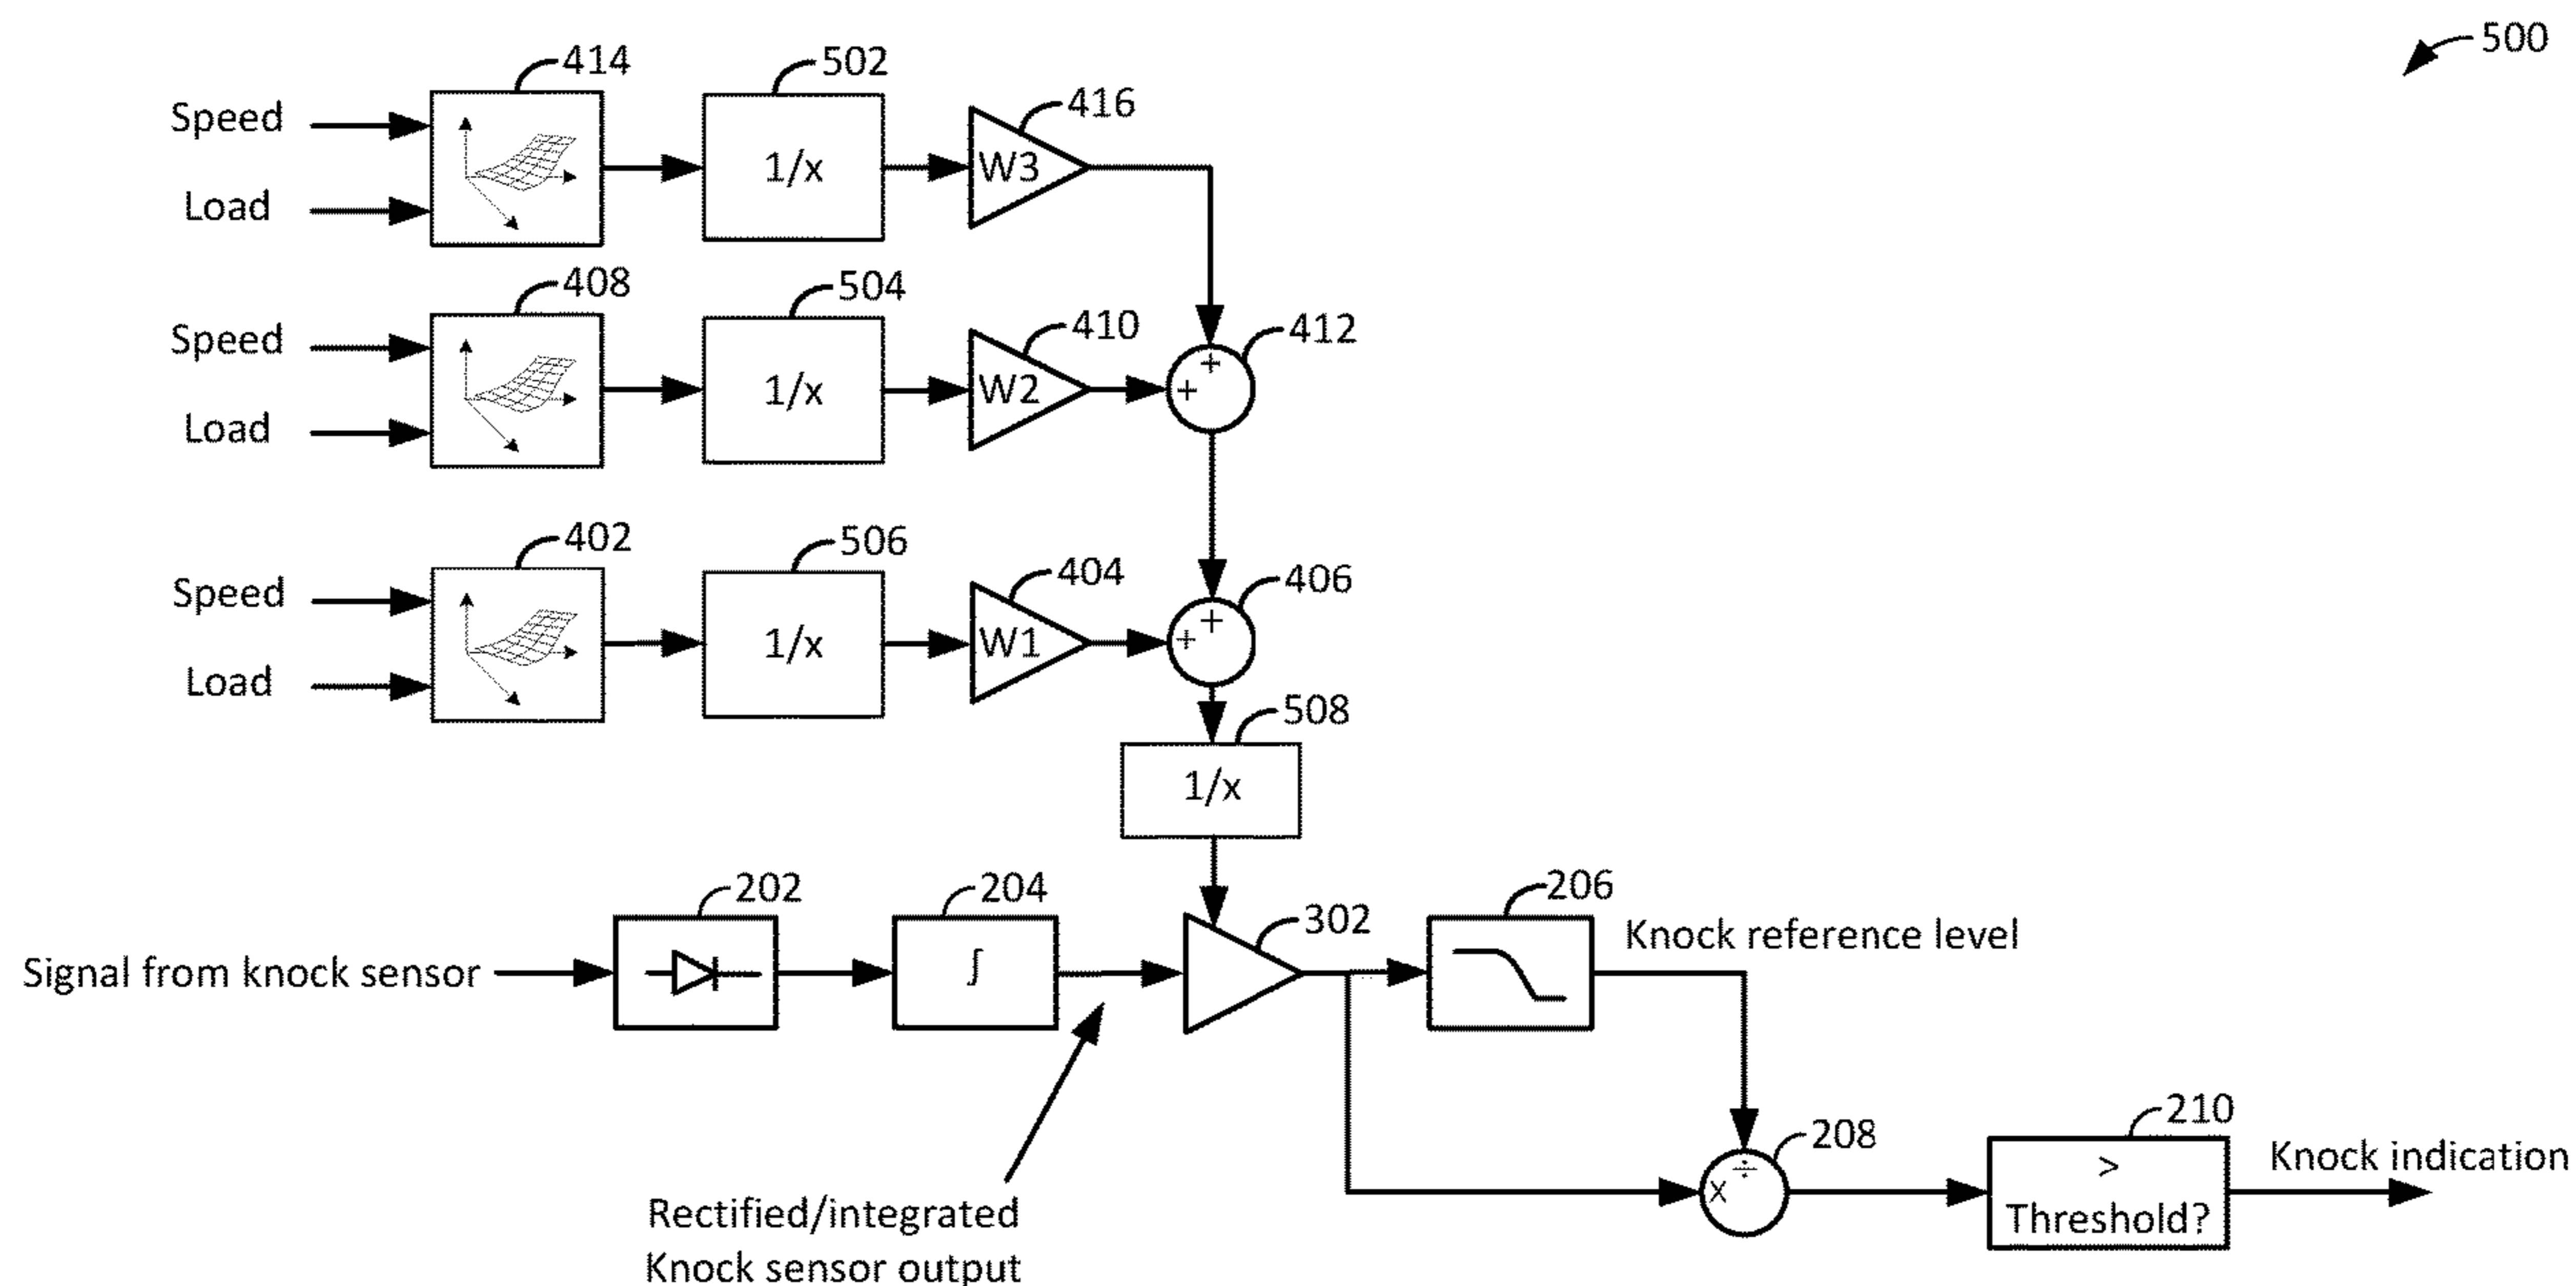 500
414
502
416
Speed
Load
1/x
W3
408
504
410
412
Speed
Load
1/x
W2
+
+
402
506
404
406
Speed
Load
1/x
W1
+
+
508
1/x
202
204
302
206
Signal from knock sensor
∫
Knock reference level
Rectified/integrated
Knock sensor output
208
÷
x
210
>
Threshold?
Knock indication